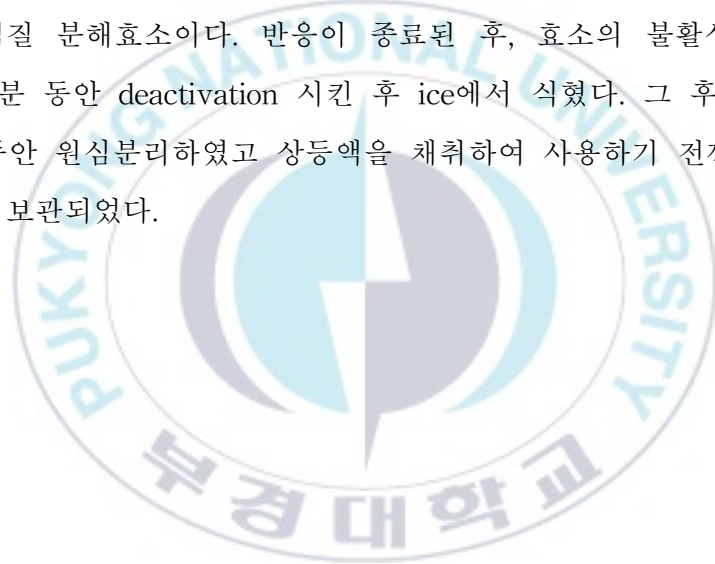 질 분해효소이다. 반응이 종료된 후, 효소의 불활
분 동안 deactivation 시킨 후 ice에서 식혔다. 그 후
안 원심분리하였고 상등액을 채취하여 사용하기 전
보관되었다.
PUKYONG NATIONAL UNIVERSITY
부경대학교